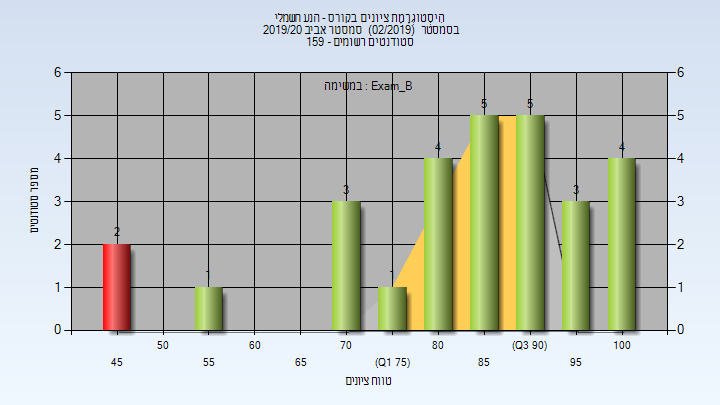 היסטוגרמת ציונים בקורס - הנע חשמלי
בסמסטר (02/2019) סמסטר אביב 2019/20
סטודנטים רשומים - 159
במשימה : Exam_B
מספר סטודנטים
6 6
5 5
4 4
3 3
2 2
1 1
0 0
2 1 3 1 4 5 5 3 4
50 60 70 80 (Q3 90) 100
45 55 65 (Q1 75) 85 95
טווח ציונים